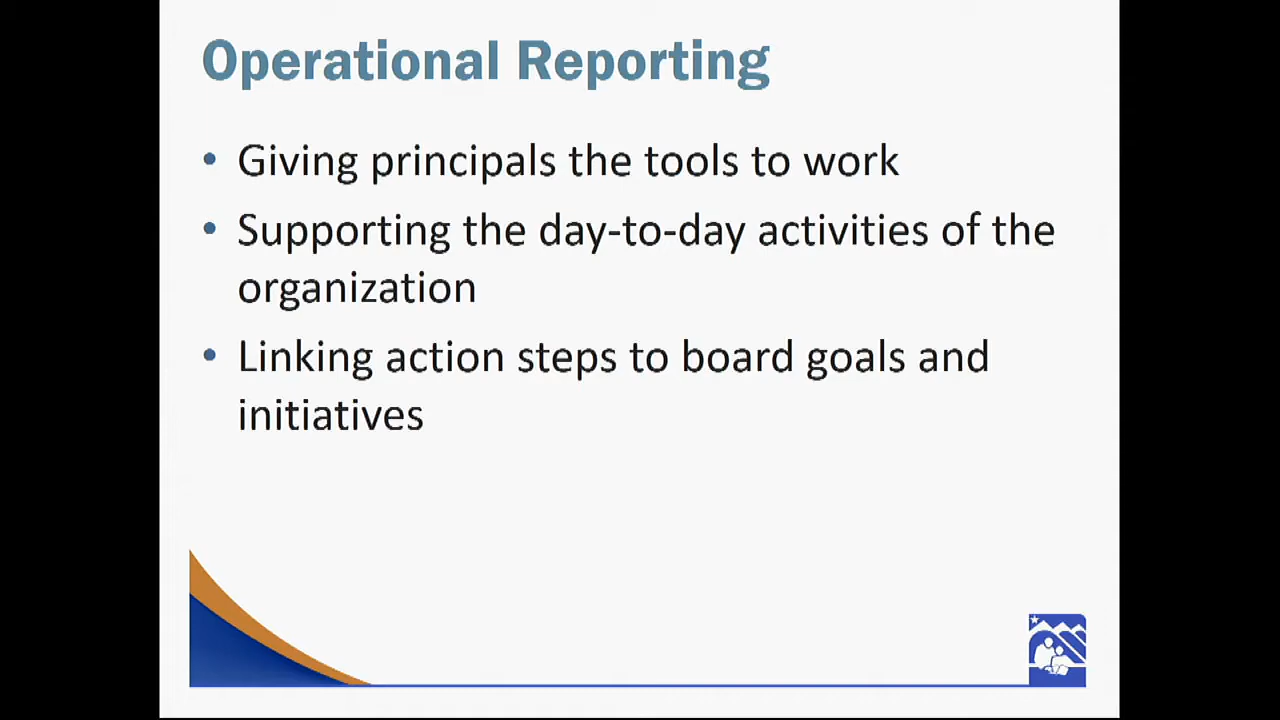 Operational Reporting
• Giving principals the tools to work
• Supporting the day-to-day activities of the
organization
• Linking action steps to board goals and
initiatives